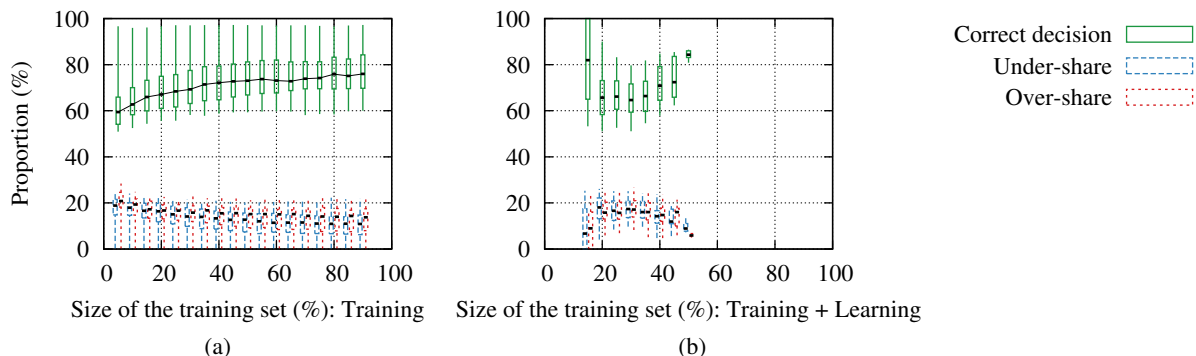 Proportion (%)
100
80
60
40
20
0
0 20 40 60 80 100
Size of the training set (%): Training
(a)
100
80
60
40
20
0
0 20 40 60 80 100
Size of the training set (%): Training + Learning
(b)
Correct decision
Under-share
Over-share